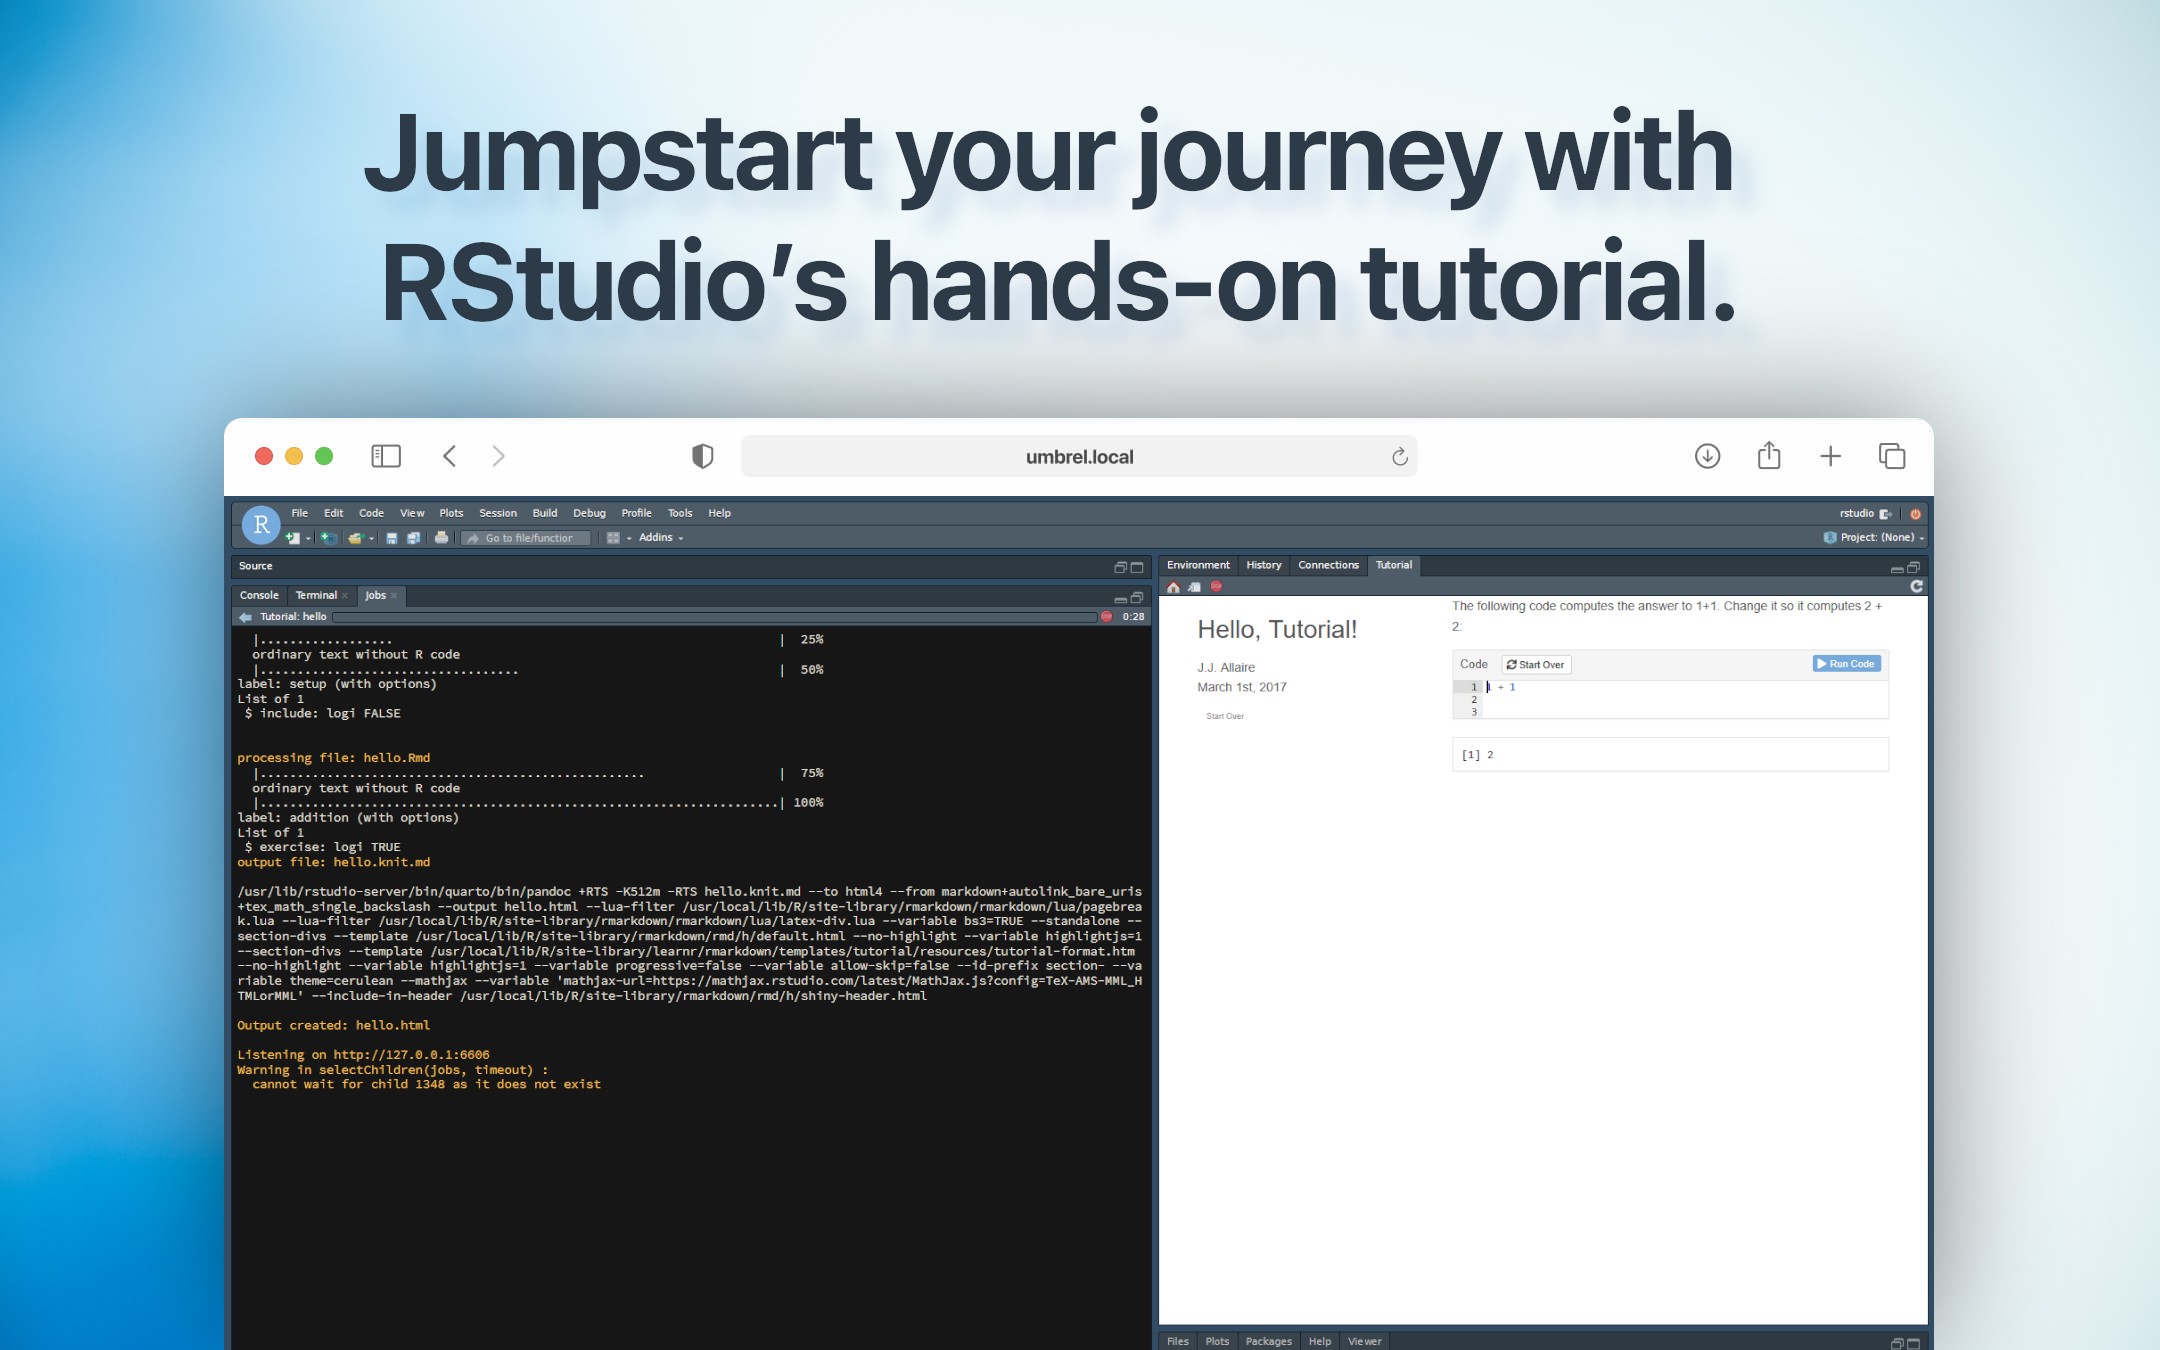 Jumpstart your journey with
RStudio’s hands-on tutorial.
umbrel.local
R
File Edit Code View Plots Session Build Debug Profile Tools Help
rstudio
Go to file/function
Addins
Project: (None)
Source
Console Terminal Jobs
Tutorial: hello
0:28
|.................. | 25%
ordinary text without R code
|................................... | 50%
label: setup (with options)
List of 1
$ include: logi FALSE
processing file: hello.Rmd
|.................................................... | 75%
ordinary text without R code
|......................................................................| 100%
label: addition (with options)
List of 1
$ exercise: logi TRUE
output file: hello.knit.md
/usr/lib/rstudio-server/bin/quarto/bin/pandoc +RTS -K512m -RTS hello.knit.md --to html4 --from markdown+autolink_bare_uris
+tex_math_single_backslash --output hello.html --lua-filter /usr/local/lib/R/site-library/rmarkdown/rmarkdown/lua/pagebrea
k.lua --lua-filter /usr/local/lib/R/site-library/rmarkdown/rmarkdown/lua/latex-div.lua --variable bs3=TRUE --standalone --
section-divs --template /usr/local/lib/R/site-library/rmarkdown/rmd/h/default.html --no-highlight --variable highlightjs=1
--section-divs --template /usr/local/lib/R/site-library/learnr/rmarkdown/templates/tutorial/resources/tutorial-format.htm
--no-highlight --variable highlightjs=1 --variable progressive=false --variable allow-skip=false --id-prefix section- --va
riable theme=cerulean --mathjax --variable 'mathjax-url=https://mathjax.rstudio.com/latest/MathJax.js?config=TeX-AMS-MML_H
TMLorMML' --include-in-header /usr/local/lib/R/site-library/rmarkdown/rmd/h/shiny-header.html
Output created: hello.html
Listening on http://127.0.0.1:6606
Warning in selectChildren(jobs, timeout) :
cannot wait for child 1348 as it does not exist
Environment History Connections Tutorial
Hello, Tutorial!
J.J. Allaire
March 1st, 2017
Start Over
The following code computes the answer to 1+1. Change it so it computes 2 +
2:
Code Start Over Run Code
1 1 + 1
2
3
[1] 2
Files Plots Packages Help Viewer